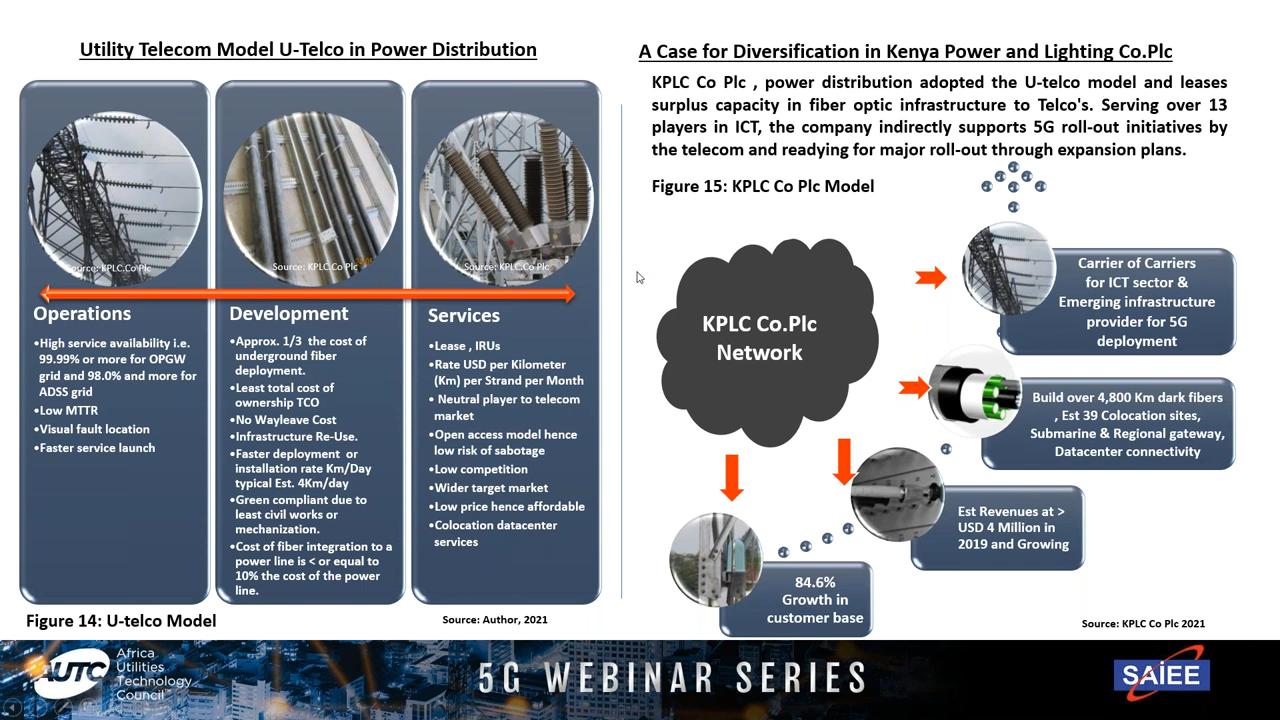 Utility Telecom Model U-Telco in Power Distribution
Source: KPLC.Co Plc
Source: KPLC.Co Plc
Source: KPLC.Co Plc
Operations
•High service availability i.e.
99.99% or more for OPGW
grid and 98.0% and more for
ADSS grid
•Low MTTR
•Visual fault location
•Faster service launch
Development
•Approx. 1/3 the cost of
underground fiber
deployment.
•Least total cost of
ownership TCO
•No Wayleave Cost
•Infrastructure Re-Use.
•Faster deployment or
installation rate Km/Day
typical Est. 4Km/day
•Green compliant due to
least civil works or
mechanization.
•Cost of fiber integration to a
power line is < or equal to
10% the cost of the power
line.
Services
•Lease , IRUs
•Rate USD per Kilometer
(Km) per Strand per Month
• Neutral player to telecom
market
•Open access model hence
low risk of sabotage
•Low competition
•Wider target market
•Low price hence affordable
•Colocation datacenter
services
Figure 14: U-telco Model
Source: Author, 2021
A Case for Diversification in Kenya Power and Lighting Co.Plc
KPLC Co Plc , power distribution adopted the U-telco model and leases
surplus capacity in fiber optic infrastructure to Telco's. Serving over 13
players in ICT, the company indirectly supports 5G roll-out initiatives by
the telecom and readying for major roll-out through expansion plans.
Figure 15: KPLC Co Plc Model
KPLC Co.Plc
Network
Carrier of Carriers
for ICT sector &
Emerging infrastructure
provider for 5G
deployment
Build over 4,800 Km dark fibers
, Est 39 Colocation sites,
Submarine & Regional gateway,
Datacenter connectivity
Est Revenues at >
USD 4 Million in
2019 and Growing
84.6%
Growth in
customer base
Source: KPLC Co Plc 2021
AUTC
Africa
Utilities
Technology
Council
5G WEBINAR SERIES
SAIEE